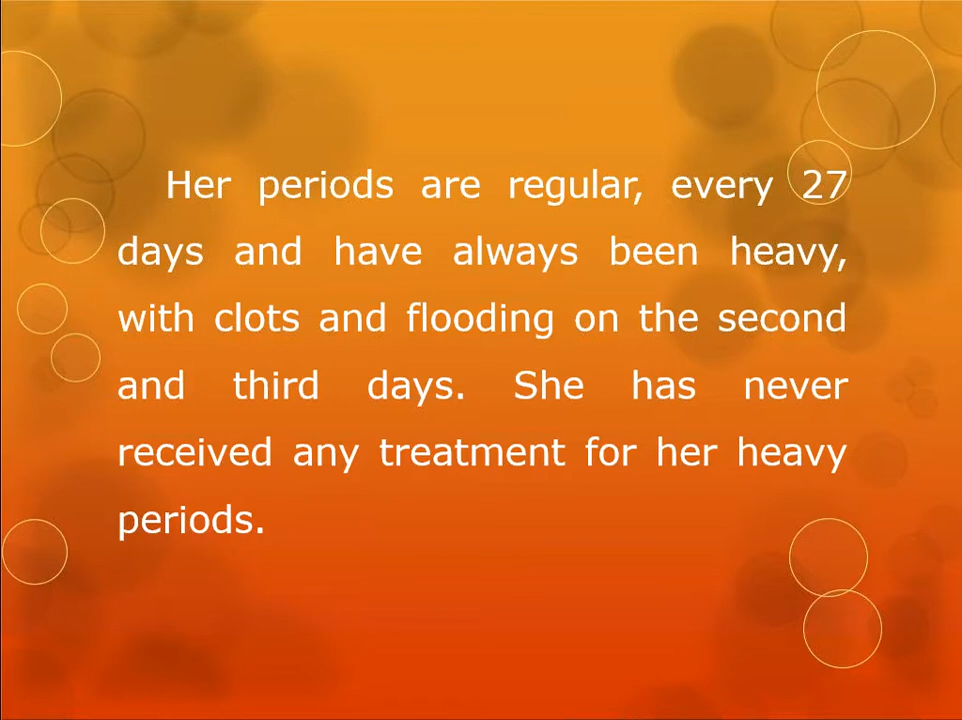 Her periods are regular, every 27
days and have always been heavy,
with clots and flooding on the second
and third days. She has never
received any treatment for her heavy
periods.